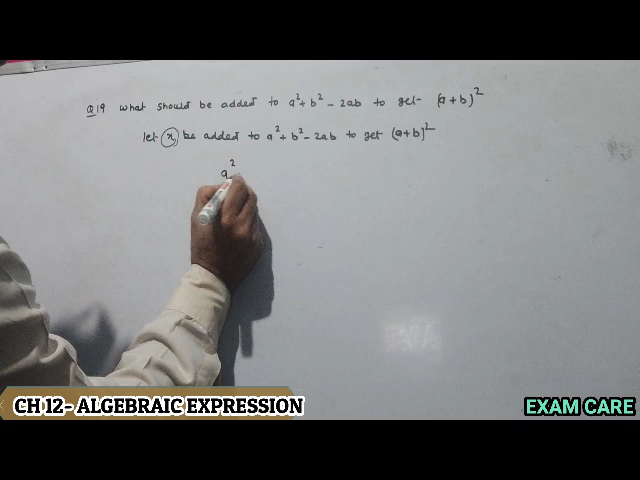 Q19 What should be added to a²+b²-2ab to get (a+b)²
let x be added to a²+b²-2ab to get (a+b)²
a²
CH 12- ALGEBRAIC EXPRESSION
EXAM CARE